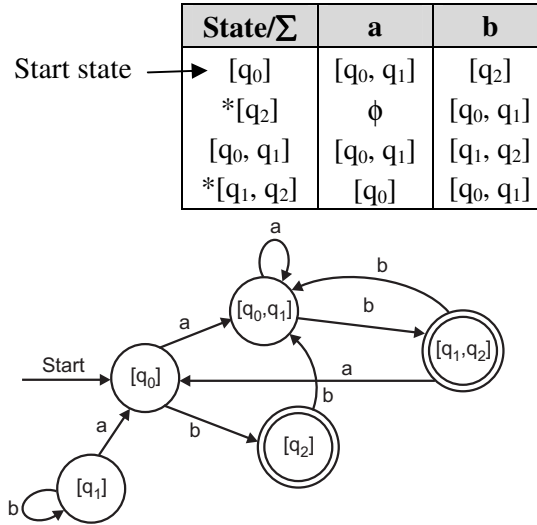 State/∑ a b
Start state [q₀] [q₀, q₁] [q₂]
*[q₂] ϕ [q₀, q₁]
[q₀, q₁] [q₀, q₁] [q₁, q₂]
*[q₁, q₂] [q₀] [q₀, q₁]
a
b
[q₀,q₁]
b
a
[q₁,q₂]
Start
[q₀]
a
b
a
b
[q₂]
[q₁]
b